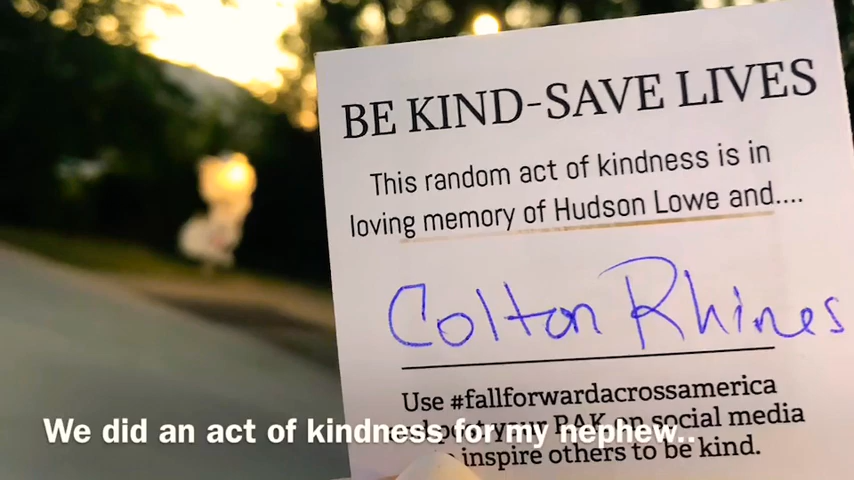 BE KIND-SAVE LIVES
This random act of kindness is in
loving memory of Hudson Lowe and....
Colton Rhines
Use #fallforwardacrossamerica
your RAK on social media
inspire others to be kind.
We did an act of kindness for my nephew..